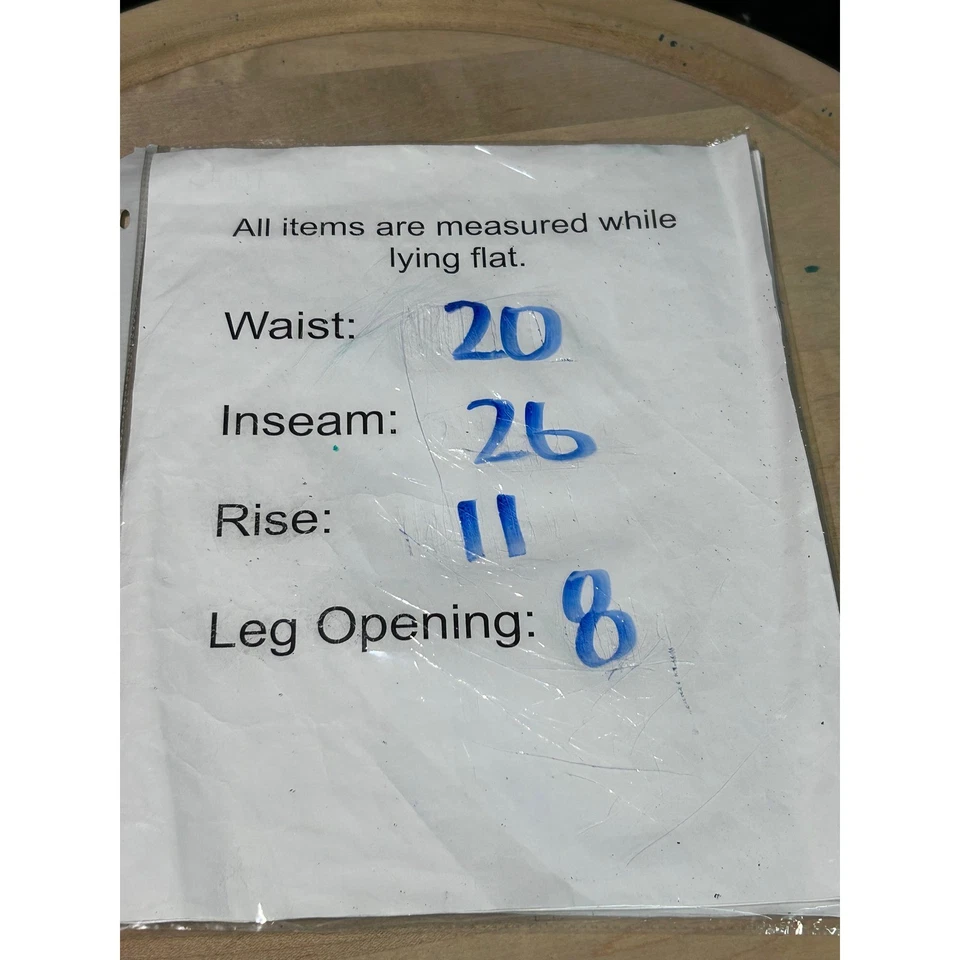 All items are measured while
lying flat.
Waist: 20
Inseam: 26
Rise: 11
Leg Opening: 8